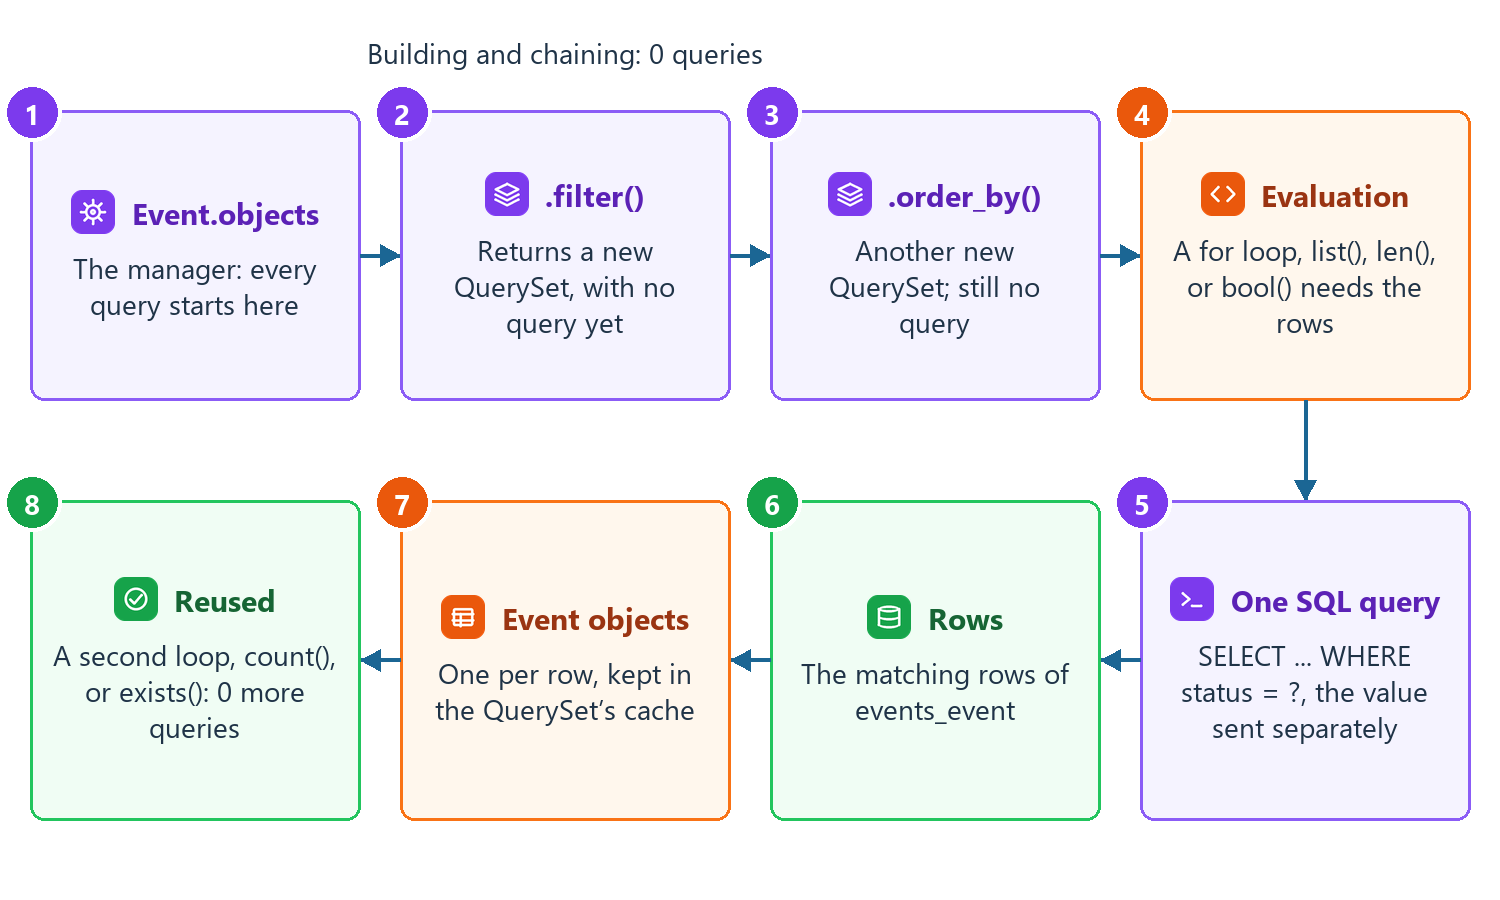 Building and chaining: 0 queries
1
Event.objects
The manager: every
query starts here
2
.filter()
Returns a new
QuerySet, with no
query yet
3
.order_by()
Another new
QuerySet; still no
query
4
Evaluation
A for loop, list(), len(),
or bool() needs the
rows
5
One SQL query
SELECT ... WHERE
status = ?, the value
sent separately
6
Rows
The matching rows of
events_event
7
Event objects
One per row, kept in
the QuerySet’s cache
8
Reused
A second loop, count(),
or exists(): 0 more
queries